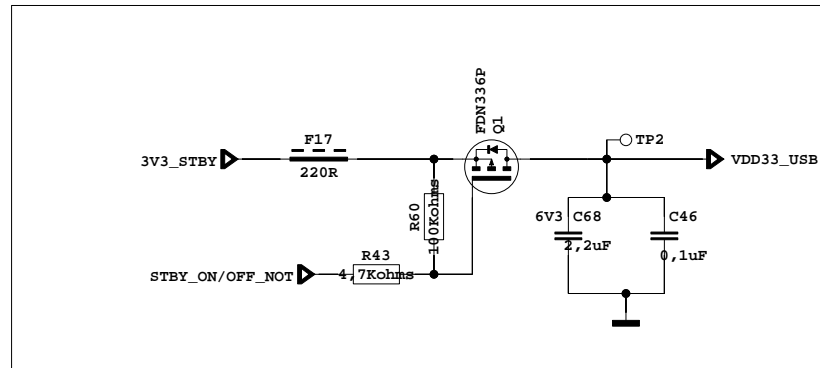 FDN336P
Q1
F17
TP2
3V3_STBY
VDD33_USB
220R
R60
100Kohms
6V3 C68
C46
2,2uF
0,1uF
R43
STBY_ON/OFF_NOT
4,7Kohms